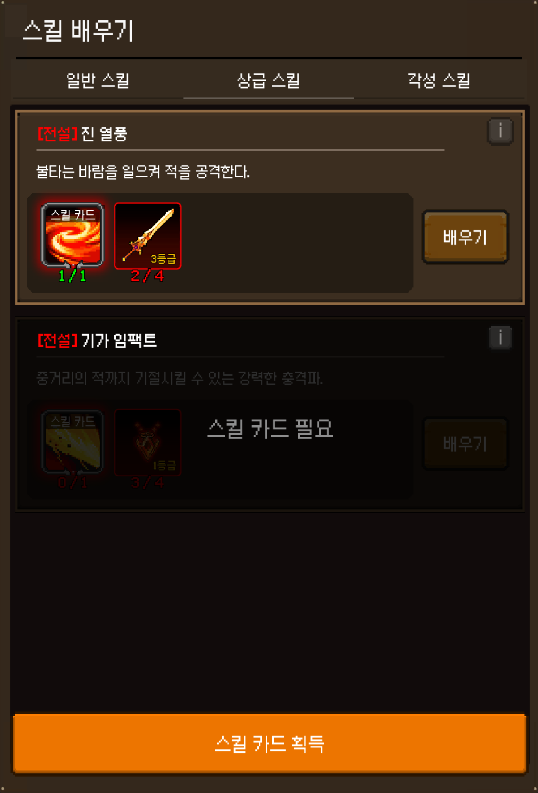 스킬 배우기
일반 스킬 상급 스킬 각성 스킬
[전설] 진 열풍
i
불타는 바람을 일으켜 적을 공격한다.
스킬 카드
3등급
1/1 2/4
배우기
[전설] 기가 임팩트
i
중거리의 적까지 기절시킬 수 있는 강력한 충격파.
스킬 카드
1등급
0/1 3/4
스킬 카드 필요
배우기
스킬 카드 획득